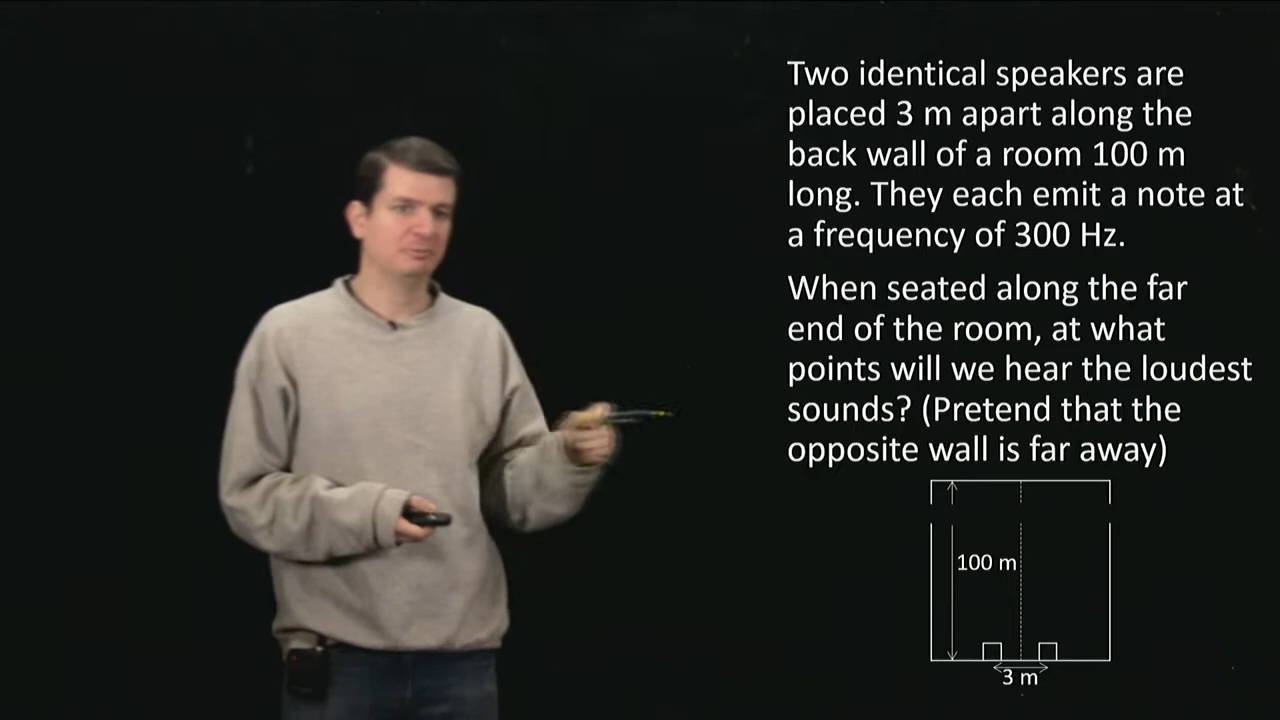 Two identical speakers are
placed 3 m apart along the
back wall of a room 100 m
long. They each emit a note at
a frequency of 300 Hz.
When seated along the far
end of the room, at what
points will we hear the loudest
sounds? (Pretend that the
opposite wall is far away)
100 m
3 m